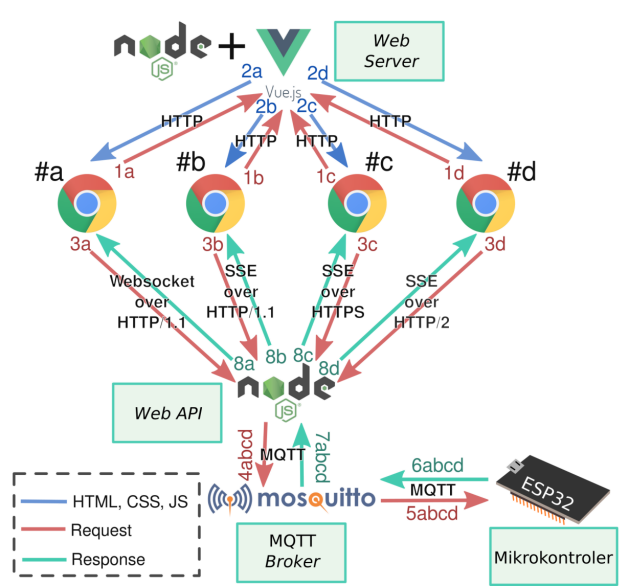 node
JS
+
Vue.js
Web
Server
2a
2d
2b
2c
HTTP
HTTP
HTTP
HTTP
#a
#b
#c
#d
1a
1b
1c
1d
3a
3b
3c
3d
Websocket
over
HTTP/1.1
SSE
over
HTTP/1.1
SSE
over
HTTPS
SSE
over
HTTP/2
8a
8b
8c
8d
node
JS
Web API
4abcd
MQTT
7abcd
mosquitto
6abcd
MQTT
5abcd
ESP32
HTML, CSS, JS
Request
Response
MQTT
Broker
Mikrokontroler